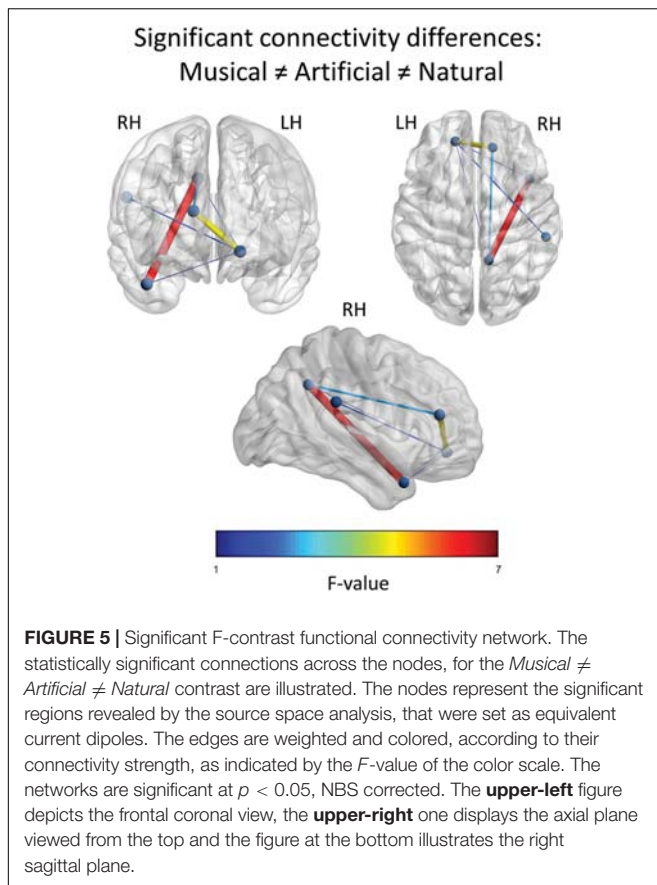 Significant connectivity differences:
Musical ≠ Artificial ≠ Natural
RH LH
LH RH
RH
1 7
F-value
FIGURE 5 | Significant F-contrast functional connectivity network. The
statistically significant connections across the nodes, for the Musical ≠
Artificial ≠ Natural contrast are illustrated. The nodes represent the significant
regions revealed by the source space analysis, that were set as equivalent
current dipoles. The edges are weighted and colored, according to their
connectivity strength, as indicated by the F-value of the color scale. The
networks are significant at p < 0.05, NBS corrected. The upper-left figure
depicts the frontal coronal view, the upper-right one displays the axial plane
viewed from the top and the figure at the bottom illustrates the right
sagittal plane.